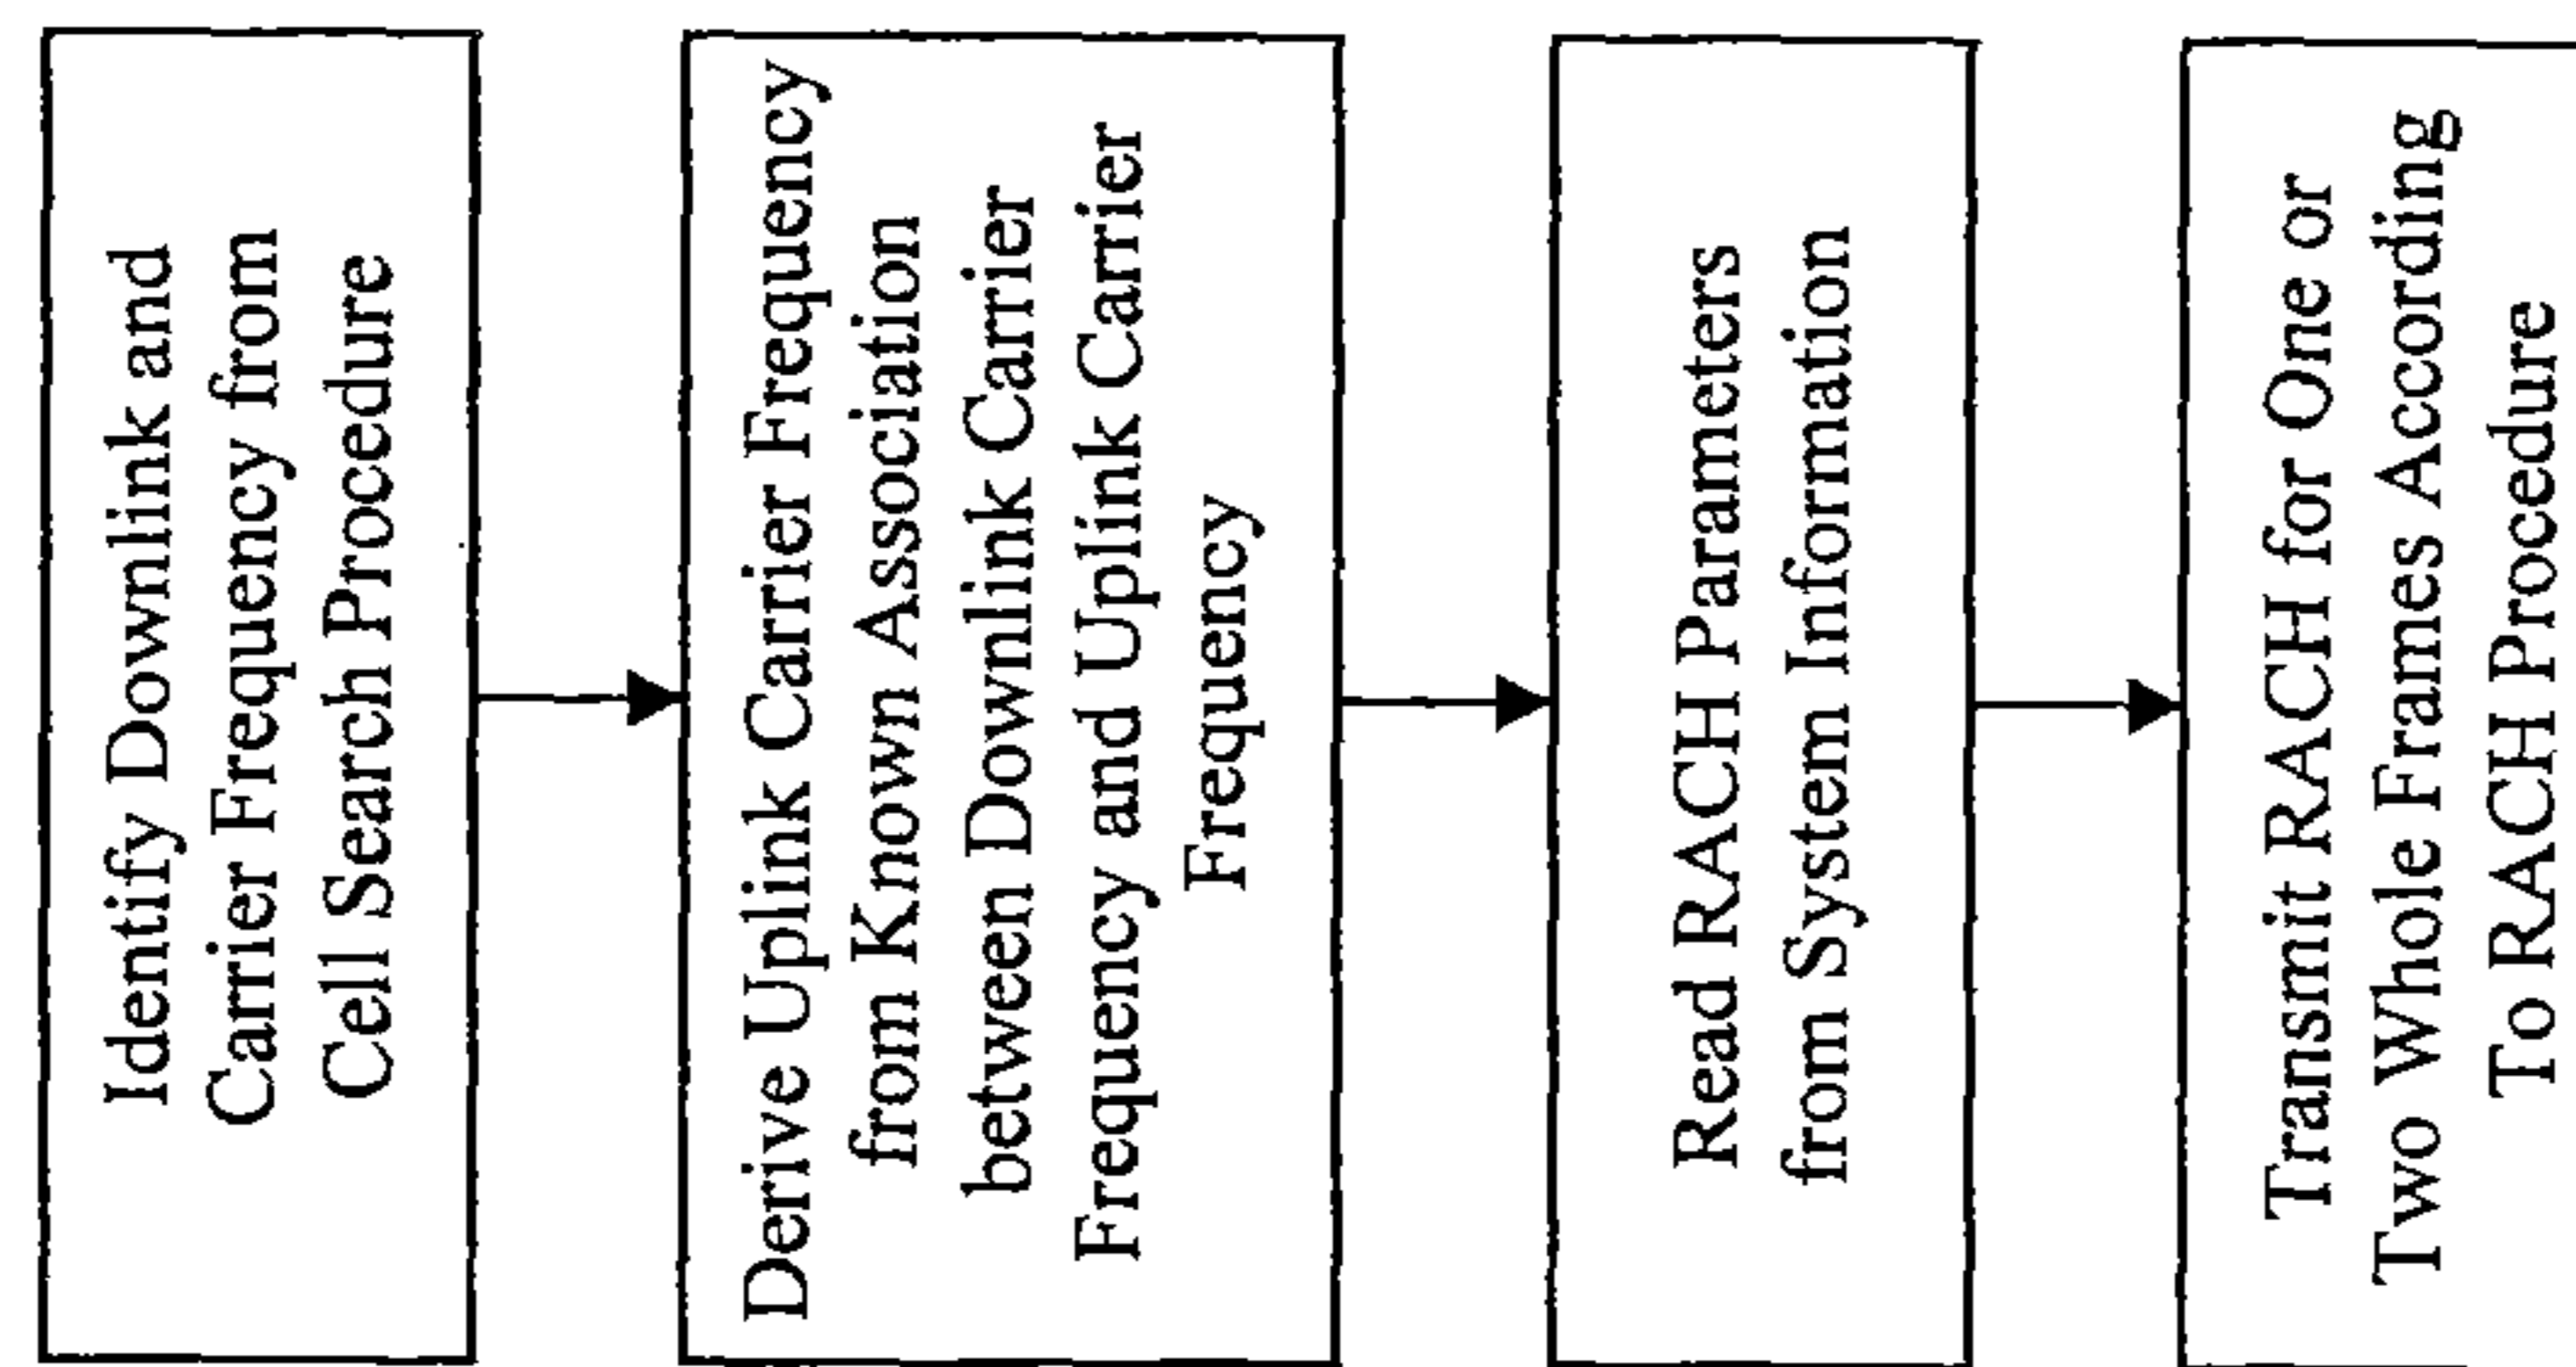 Identify Downlink and
Carrier Frequency from
Cell Search Procedure
Derive Uplink Carrier Frequency
from Known Association
between Downlink Carrier
Frequency and Uplink Carrier
Frequency
Read RACH Parameters
from System Information
Transmit RACH for One or
Two Whole Frames According
To RACH Procedure